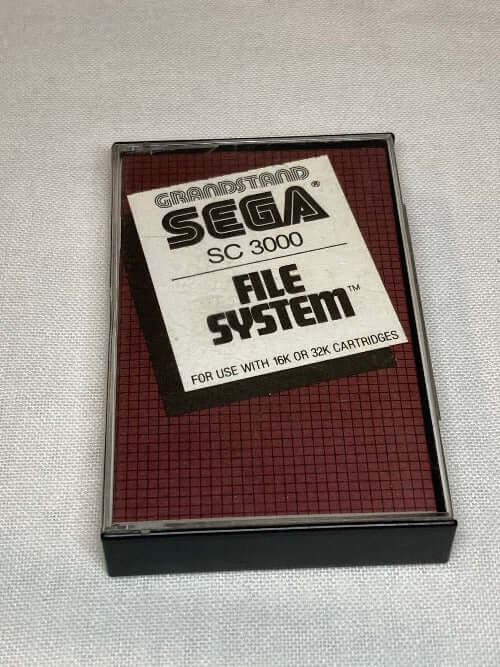 GRANDSTAND
SEGA®
SC 3000
FILE
SYSTEM™
FOR USE WITH 16K OR 32K CARTRIDGES